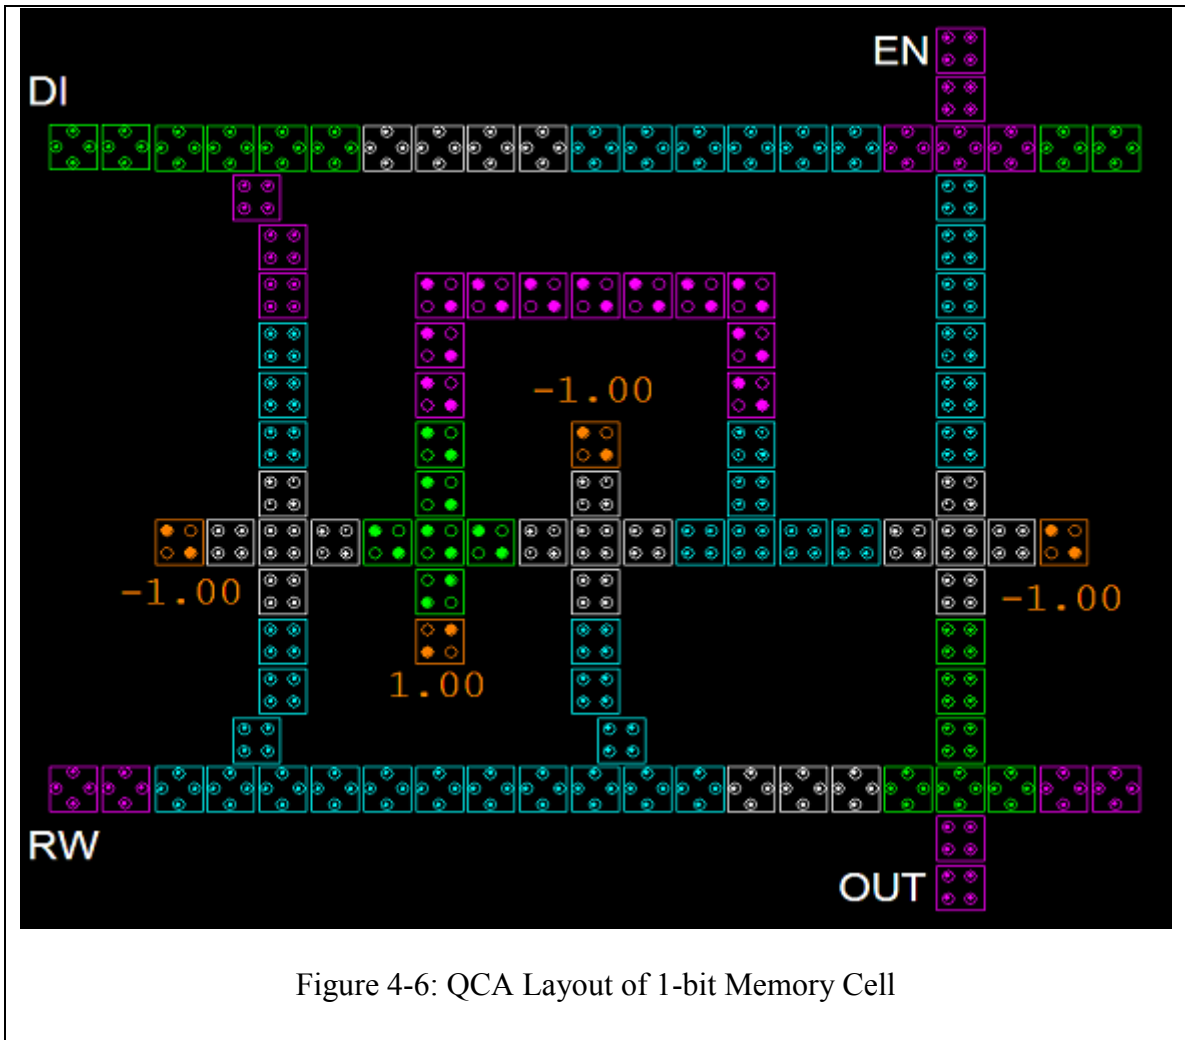 EN
DI
-1.00
-1.00
-1.00
1.00
RW
OUT
Figure 4-6: QCA Layout of 1-bit Memory Cell